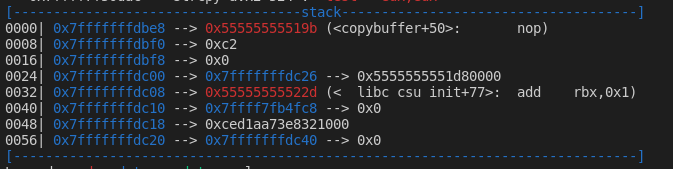 [------------------------------------stack-------------------------------------]
0000| 0x7fffffffdbe8 --> 0x55555555519b (<copybuffer+50>: nop)
0008| 0x7fffffffdbf0 --> 0xc2
0016| 0x7fffffffdbf8 --> 0x0
0024| 0x7fffffffdc00 --> 0x7fffffffdc26 --> 0x5555555551d80000
0032| 0x7fffffffdc08 --> 0x55555555522d (< libc csu init+77>: add rbx,0x1)
0040| 0x7fffffffdc10 --> 0x7ffff7fb4fc8 --> 0x0
0048| 0x7fffffffdc18 --> 0xced1aa73e8321000
0056| 0x7fffffffdc20 --> 0x7fffffffdc40 --> 0x0
[------------------------------------------------------------------------------]